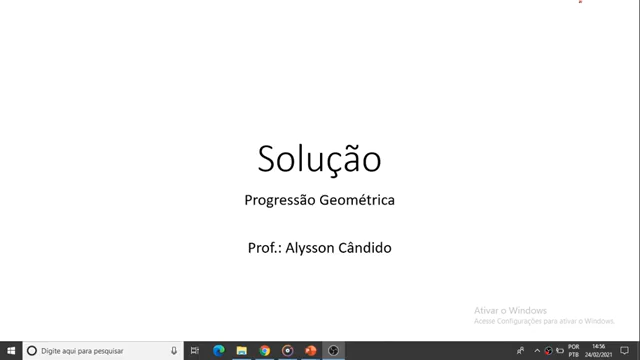 Solução
Progressão Geométrica
Prof.: Alysson Cândido
Ativar o Windows
Acesse Configurações para ativar o Windows.
Digite aqui para pesquisar
POR
PTB
14:56
24/02/2021